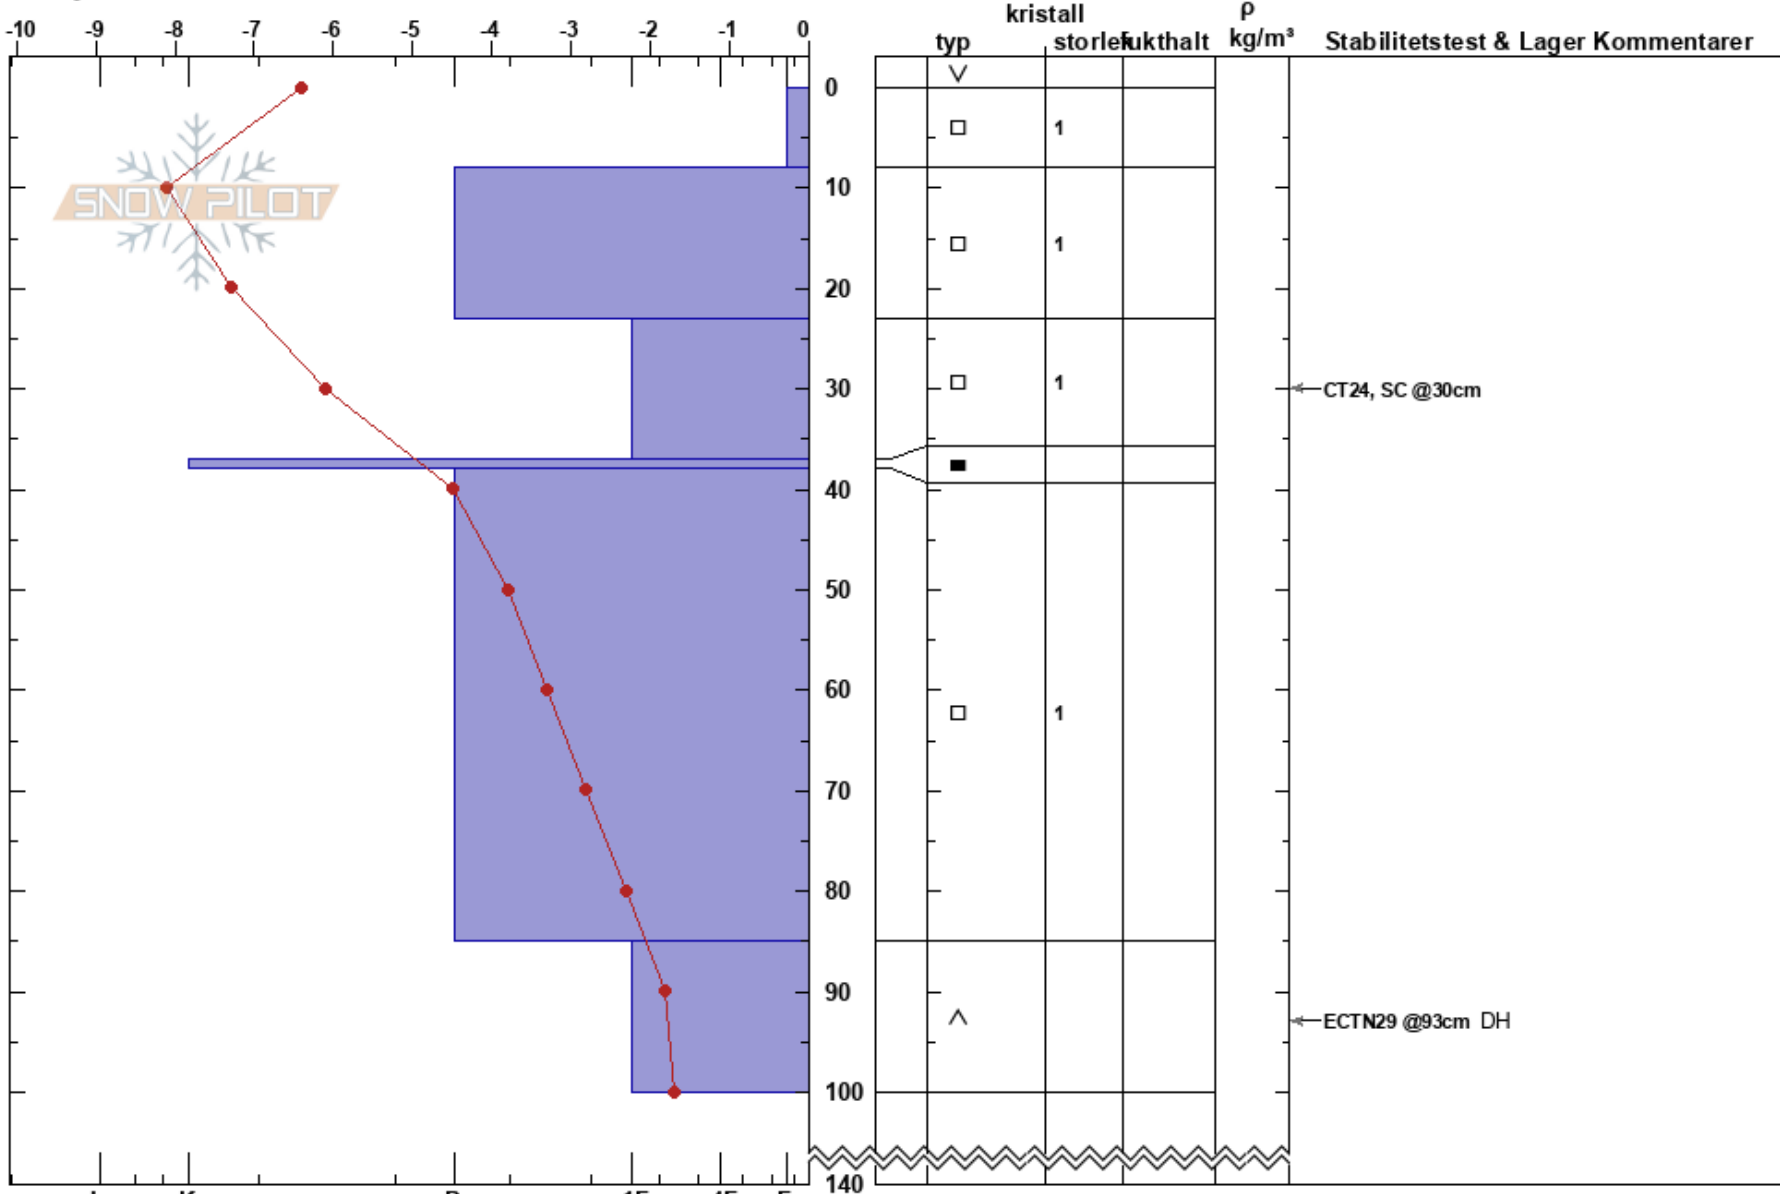 kristall ρ
-10 -9 -8 -7 -6 -5 -4 -3 -2 -1 0 typ kg/m³ Stabilitetstest & Lager Kommentarer
0
1
SNOW PILOT 10
1
20
1
30 CT24, SC @30cm
40
50
60
1
70
80
90
ECTN29 @93cm DH
100
140